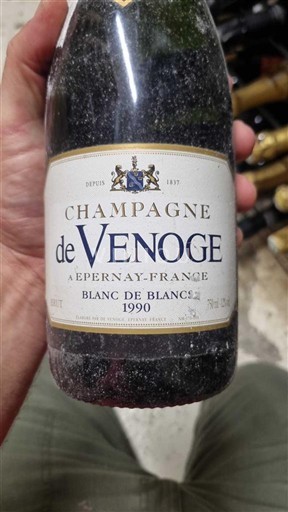 DEPUIS 1837
CHAMPAGNE
de VENOGE
A EPERNAY-FRANCE
BLANC DE BLANCS
1990